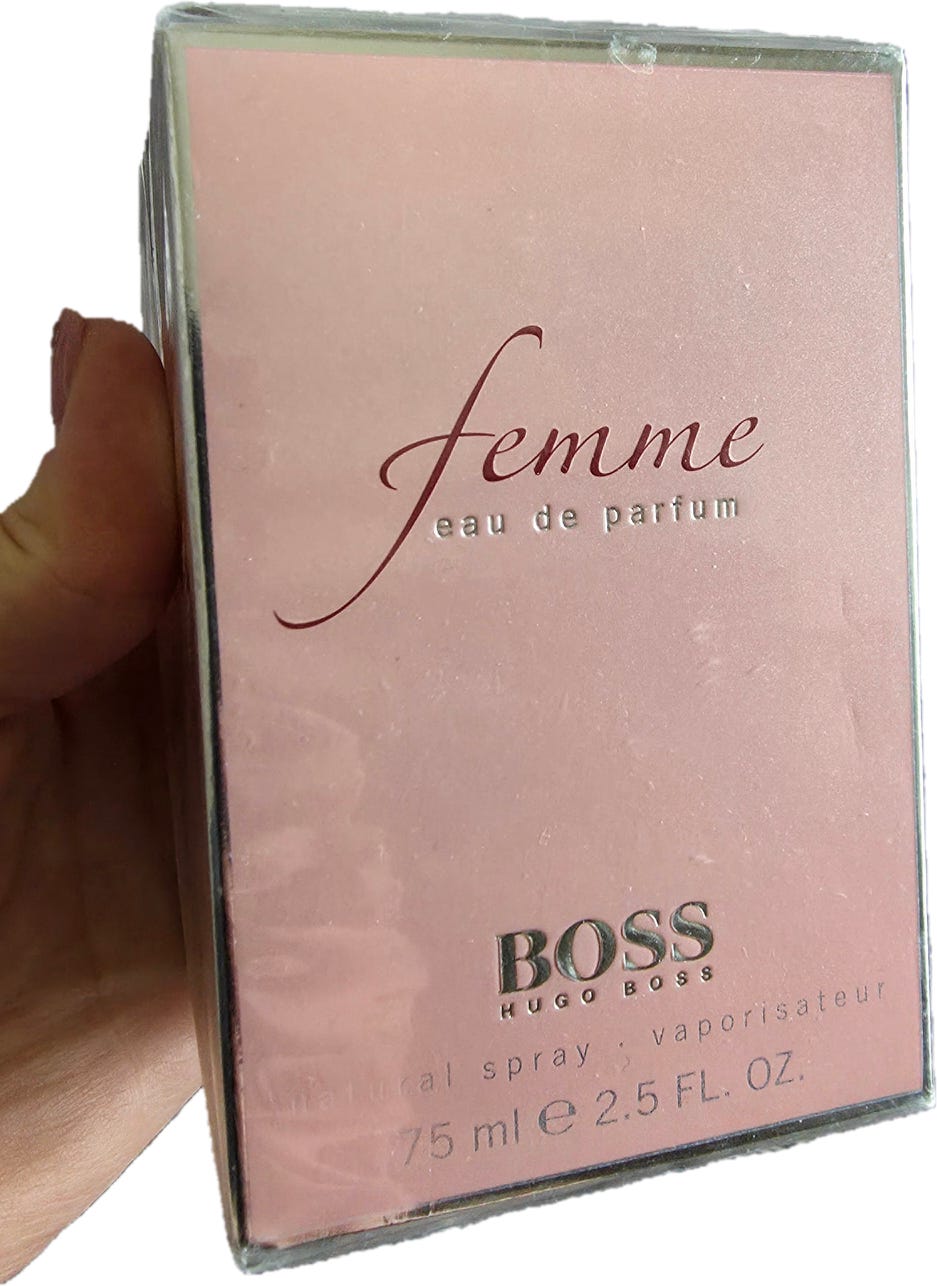 femme
eau de parfum
BOSS
HUGO BOSS
natural spray . vaporisateur
75 ml e 2.5 FL. OZ.